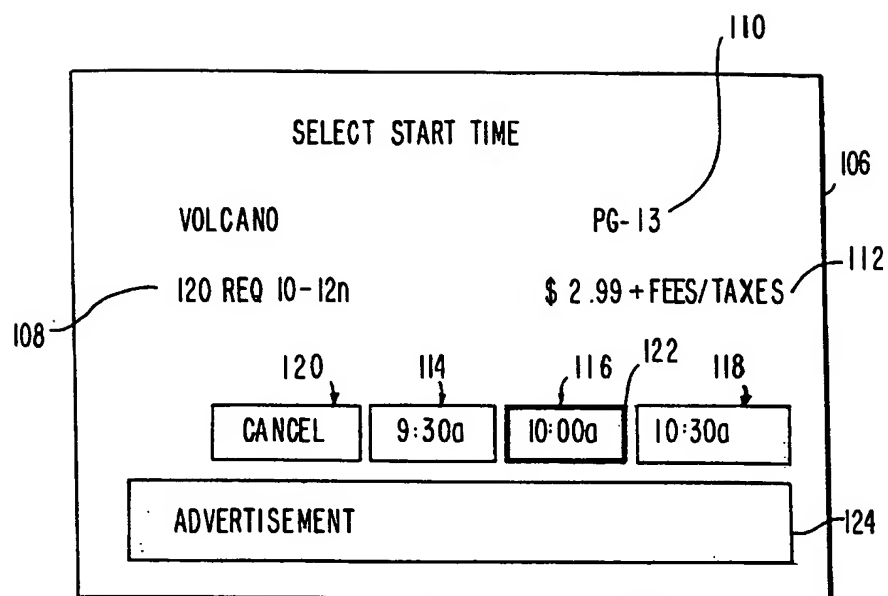 110
SELECT START TIME
106
VOLCANO PG-13
112
120 REQ 10-12n $ 2.99 + FEES/TAXES
108
120 114 116 122 118
CANCEL 9:30a 10:00a 10:30a
ADVERTISEMENT
124